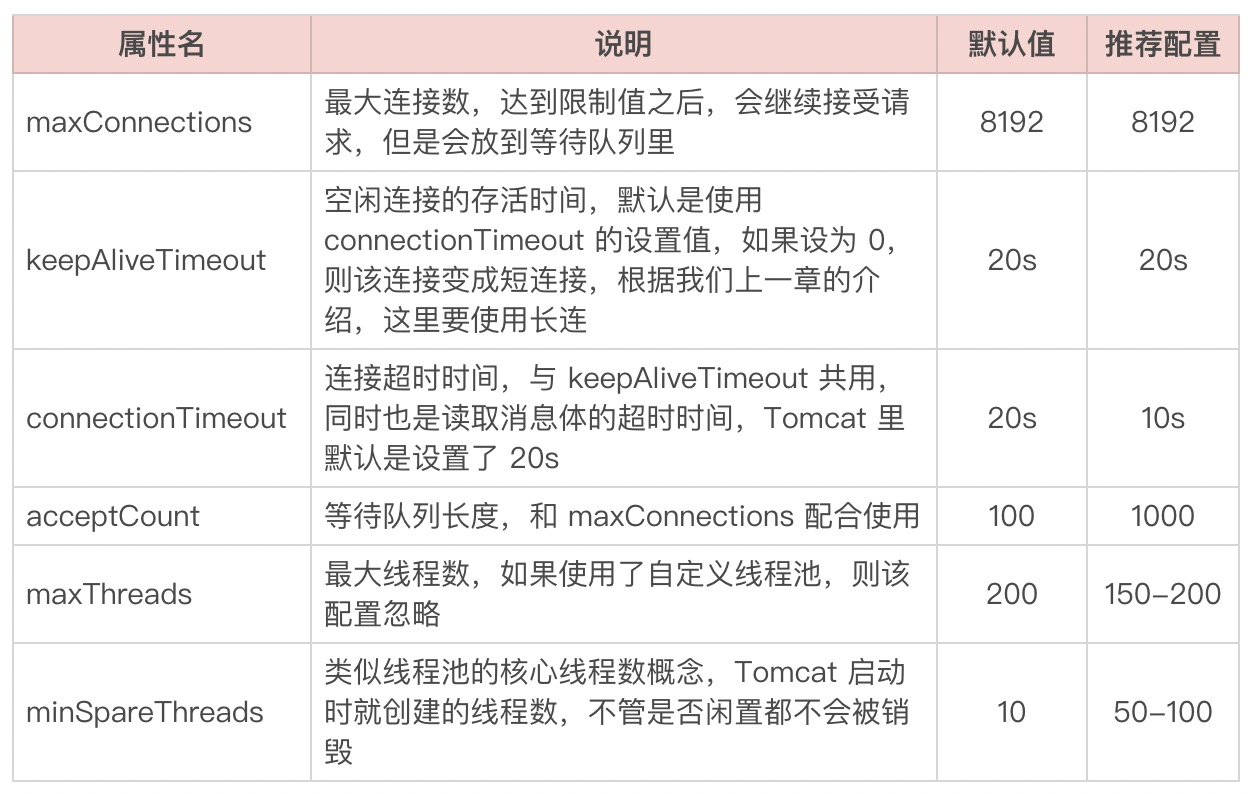 属性名 说明 默认值 推荐配置
maxConnections
最大连接数，达到限制值之后，会继续接受请
求，但是会放到等待队列里
8192 8192
keepAliveTimeout
空闲连接的存活时间，默认是使用
connectionTimeout 的设置值，如果设为 0，
则该连接变成短连接，根据我们上一章的介
绍，这里要使用长连
20s 20s
connectionTimeout
连接超时时间，与 keepAliveTimeout 共用，
同时也是读取消息体的超时时间，Tomcat 里
默认是设置了 20s
20s 10s
acceptCount 等待队列长度，和 maxConnections 配合使用 100 1000
maxThreads
最大线程数，如果使用了自定义线程池，则该
配置忽略
200 150–200
minSpareThreads
类似线程池的核心线程数概念，Tomcat 启动
时就创建的线程数，不管是否闲置都不会被销
毁
10 50–100